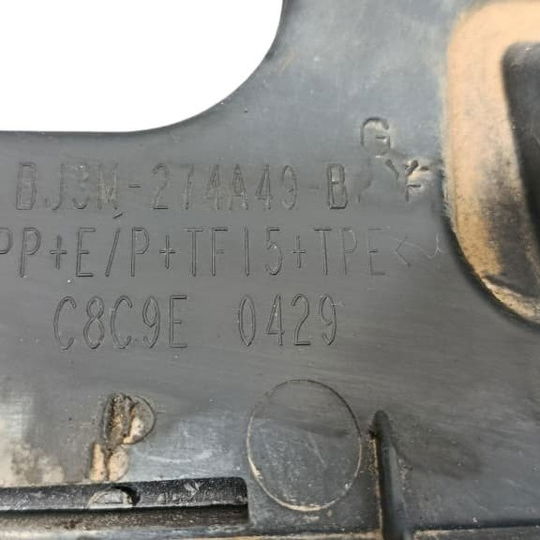 G
BJ3M-274A49-B
PP+E/P+TF15+TPE<
C8C9E 0429